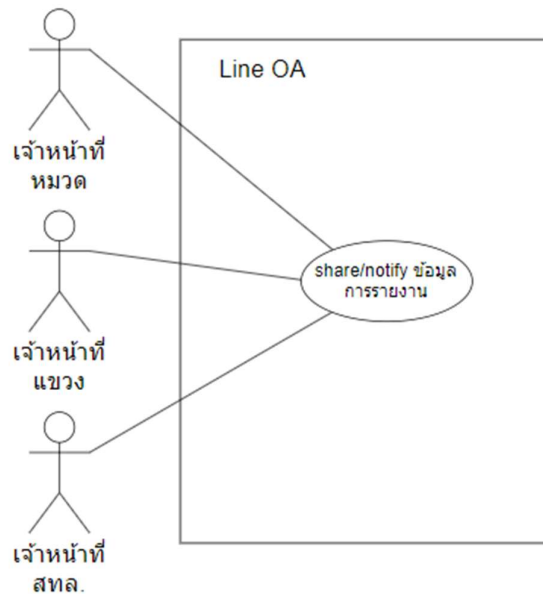 Line OA
เจ้าหน้าที่
หมวด
share/notify ข้อมูล
การรายงาน
เจ้าหน้าที่
แขวง
เจ้าหน้าที่
สทล.